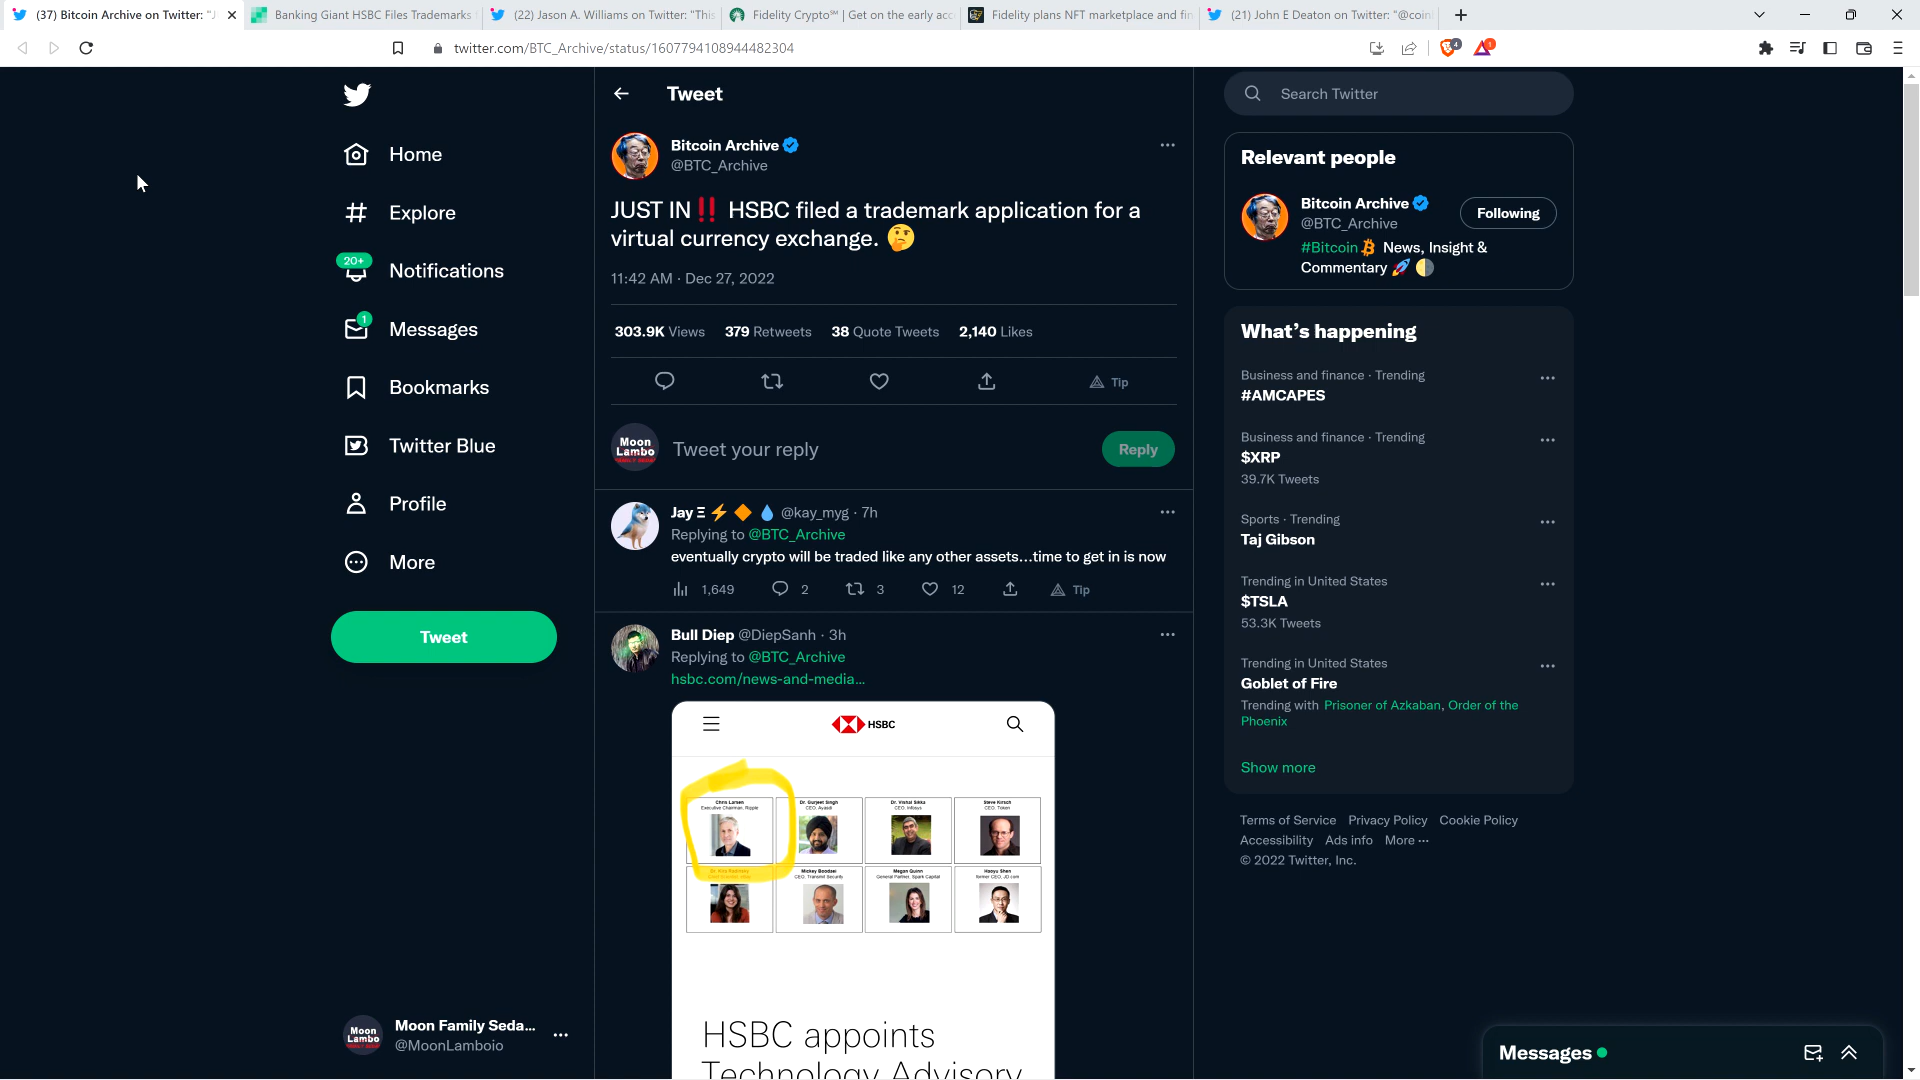 (37) Bitcoin Archive on Twitter: "J
Banking Giant HSBC Files Trademarks
(22) Jason A. Williams on Twitter: "This
Fidelity Crypto℠ | Get on the early acc
Fidelity plans NFT marketplace and fin
(21) John E Deaton on Twitter: "@coin
twitter.com/BTC_Archive/status/1607794108944482304
4
1
Home
Explore
20+
Notifications
1
Messages
Bookmarks
Twitter Blue
Profile
More
Tweet
Moon Lambo
Moon Family Seda...
@MoonLamboio
Tweet
Bitcoin Archive
@BTC_Archive
JUST IN‼️ HSBC filed a trademark application for a
virtual currency exchange. 🤔
11:42 AM · Dec 27, 2022
303.9K Views 379 Retweets 38 Quote Tweets 2,140 Likes
Tip
Moon
Lambo
Tweet your reply
Reply
Jay Ξ ⚡ 🔶 💧 @kay_myg · 7h
Replying to @BTC_Archive
eventually crypto will be traded like any other assets...time to get in is now
1,649 2 3 12 Tip
Bull Diep @DiepSanh · 3h
Replying to @BTC_Archive
hsbc.com/news-and-media...
HSBC
Chris Larsen
Executive Chairman, Ripple
Dr. Gurjeet Singh
CEO, Ayasdi
Dr. Vishal Sikka
CEO, Infosys
Steve Kirsch
CEO, Token
Mickey Boodaei
CEO, Transmit Security
Megan Quinn
General Partner, Spark Capital
Haoyu Shen
former CEO, JD.com
HSBC appoints
Technology Advisory
Search Twitter
Relevant people
Bitcoin Archive
@BTC_Archive
Following
#Bitcoin News, Insight &
Commentary 🚀 🌗
What's happening
Business and finance · Trending
#AMCAPES
Business and finance · Trending
$XRP
39.7K Tweets
Sports · Trending
Taj Gibson
Trending in United States
$TSLA
53.3K Tweets
Trending in United States
Goblet of Fire
Trending with Prisoner of Azkaban, Order of the
Phoenix
Show more
Terms of Service Privacy Policy Cookie Policy
Accessibility Ads info More ···
© 2022 Twitter, Inc.
Messages